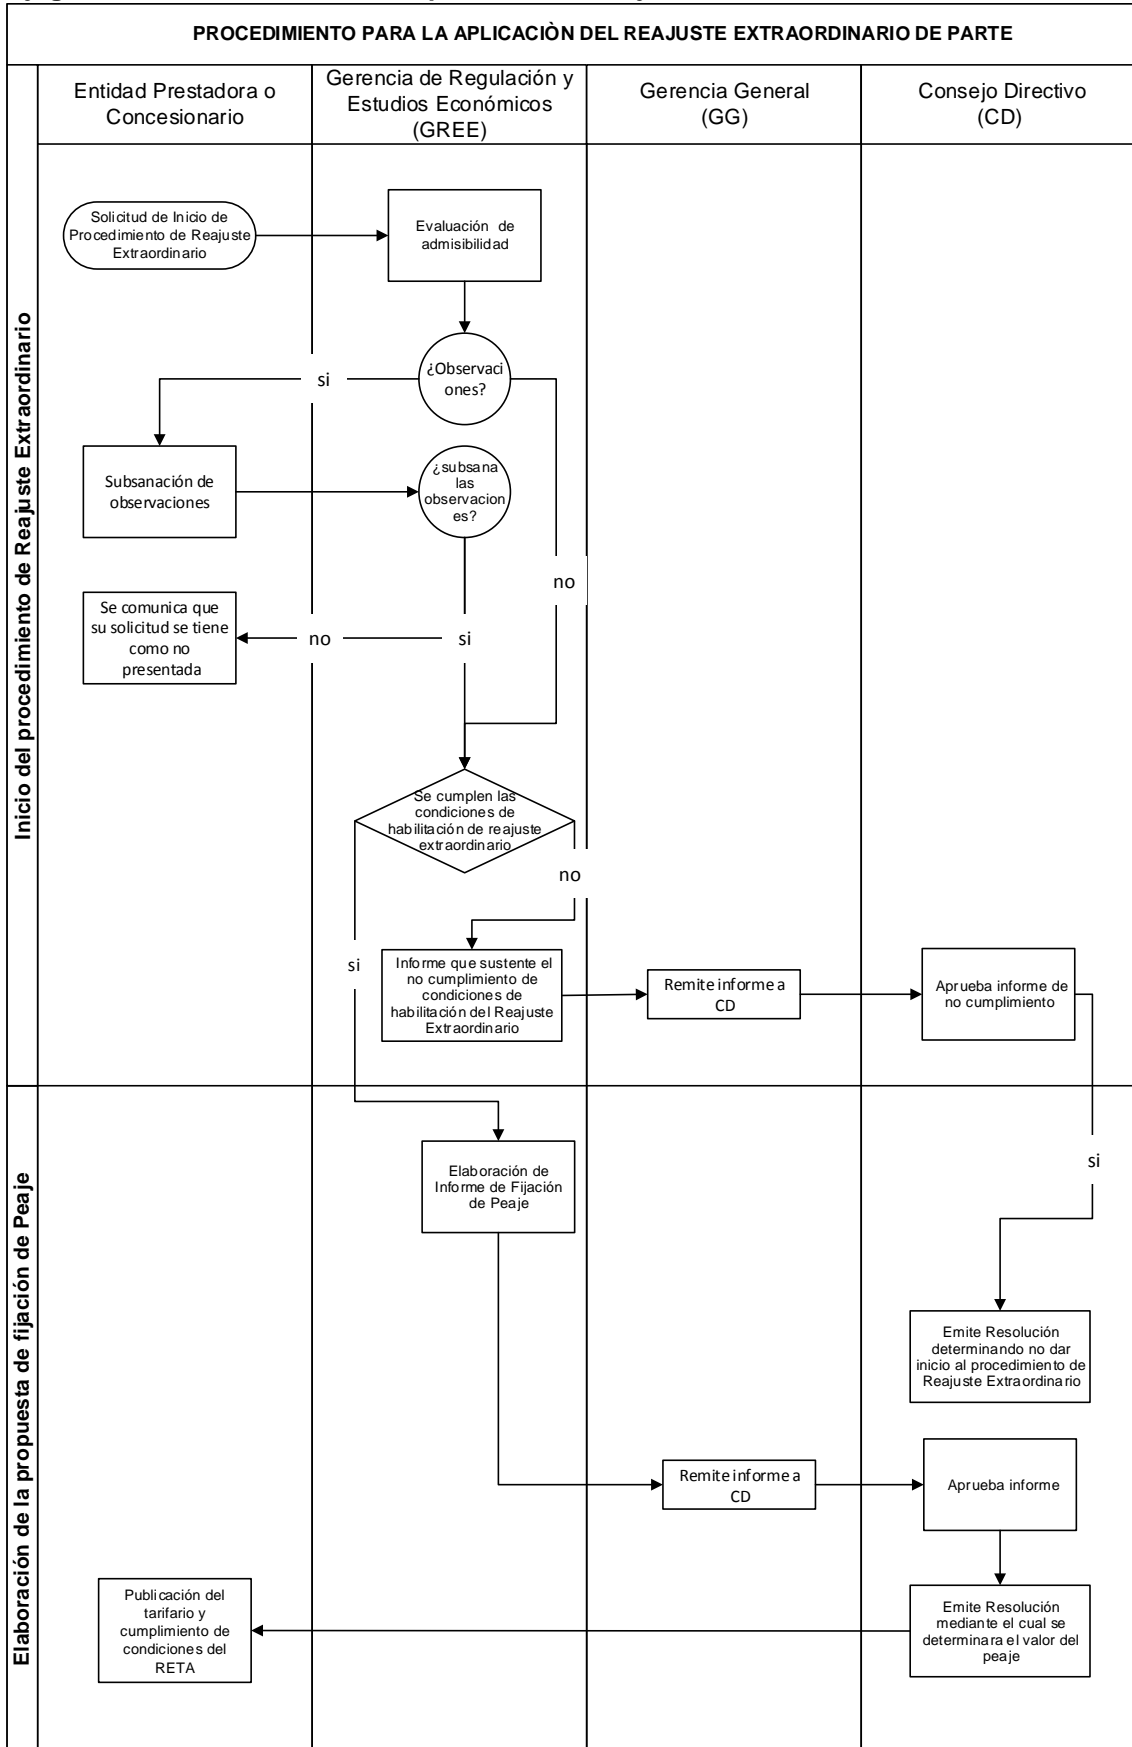 PROCEDIMIENTO PARA LA APLICACIÒN DEL REAJUSTE EXTRAORDINARIO DE PARTE
Entidad Prestadora o
Concesionario
Gerencia de Regulación y
Estudios Económicos
(GREE)
Gerencia General
(GG)
Consejo Directivo
(CD)
Inicio del procedimiento de Reajuste Extraordinario
Solicitud de Inicio de
Procedimiento de Reajuste
Extraordinario
Evaluación de
admisibilidad
¿Observaci
ones?
si
no
Subsanación de
observaciones
¿subsana
las
observacion
es?
Se comunica que
su solicitud se tiene
como no
presentada
no
si
Se cumplen las
condiciones de
habilitación de reajuste
extraordinario
no
si
Informe que sustente el
no cumplimiento de
condiciones de
habilitación del Reajuste
Extraordinario
Remite informe a
CD
Aprueba informe de
no cumplimiento
si
Elaboración de la propuesta de fijación de Peaje
Elaboración de
Informe de Fijación
de Peaje
Emite Resolución
determinando no dar
inicio al procedimiento de
Reajuste Extraordinario
Remite informe a
CD
Aprueba informe
Emite Resolución
mediante el cual se
determinara el valor del
peaje
Publicación del
tarifario y
cumplimiento de
condiciones del
RETA